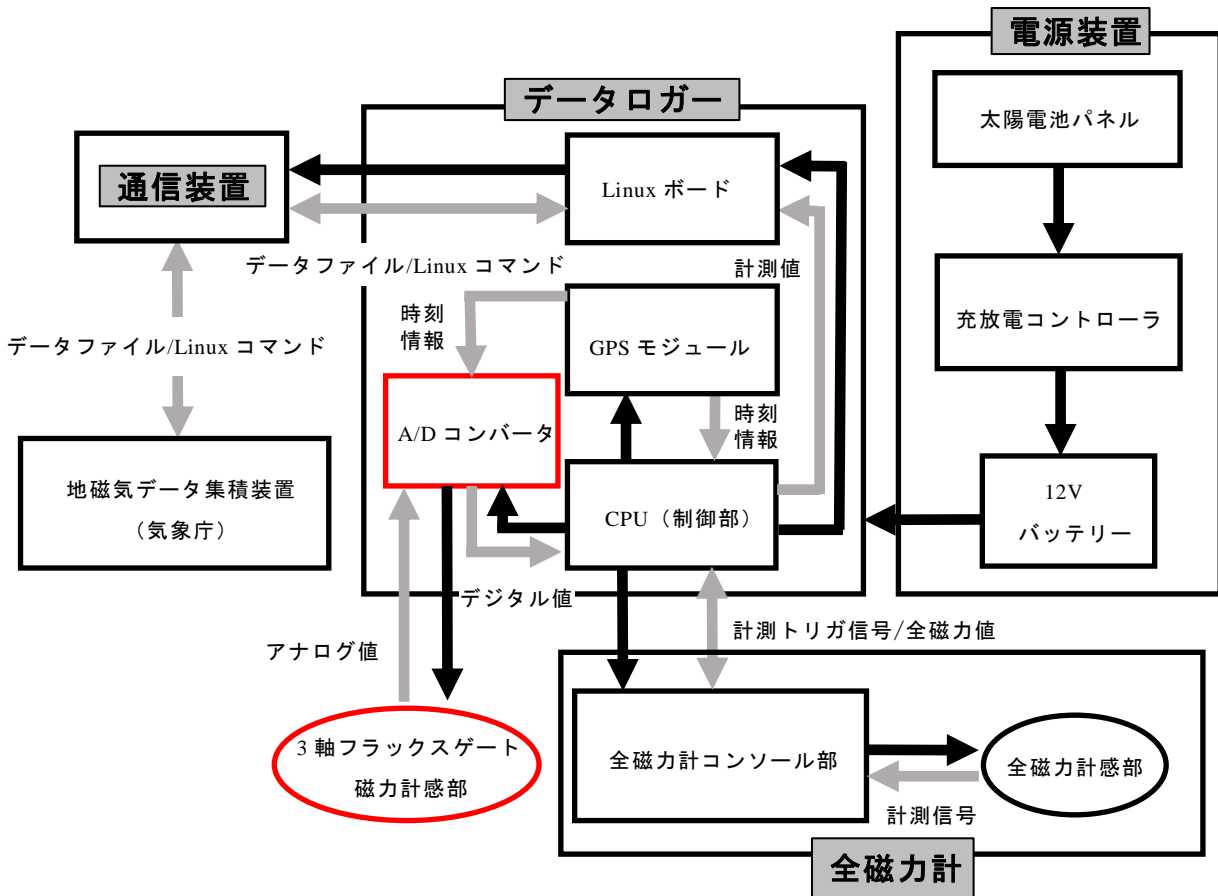 電源装置
太陽電池パネル
充放電コントローラ
12V
バッテリー
データロガー
Linux ボード
通信装置
データファイル/Linux コマンド
計測値
時刻
情報
GPS モジュール
データファイル/Linux コマンド
A/D コンバータ
時刻
情報
地磁気データ集積装置
（気象庁）
CPU（制御部）
デジタル値
アナログ値
計測トリガ信号/全磁力値
3 軸フラックスゲート
磁力計感部
全磁力計コンソール部
全磁力計感部
計測信号
全磁力計